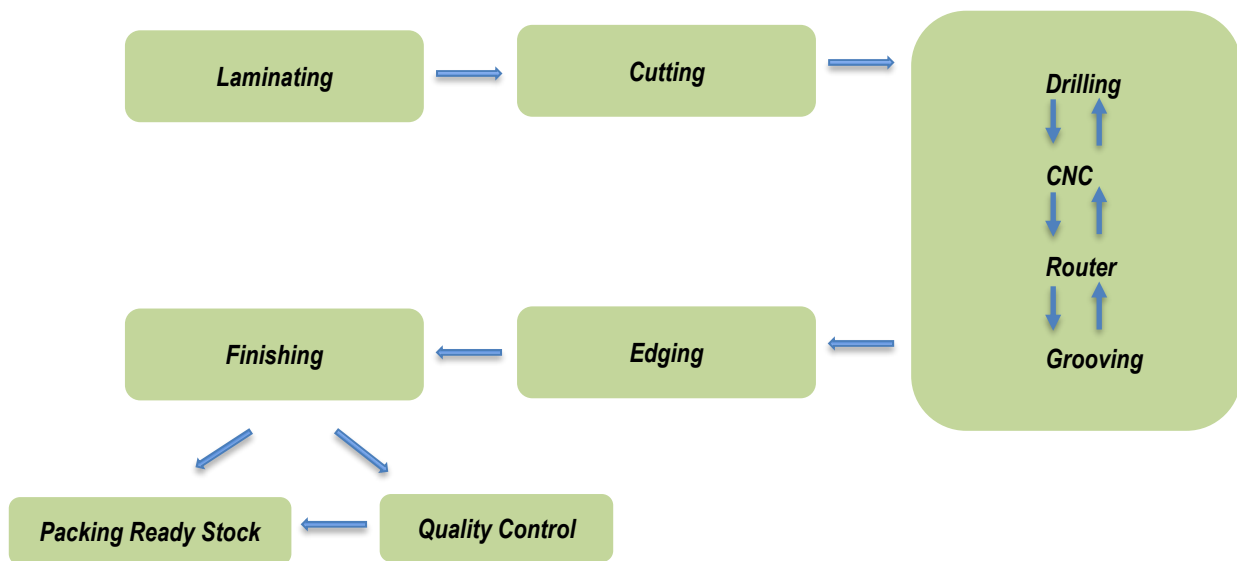 Laminating
Cutting
Drilling
CNC
Router
Grooving
Edging
Finishing
Packing Ready Stock
Quality Control